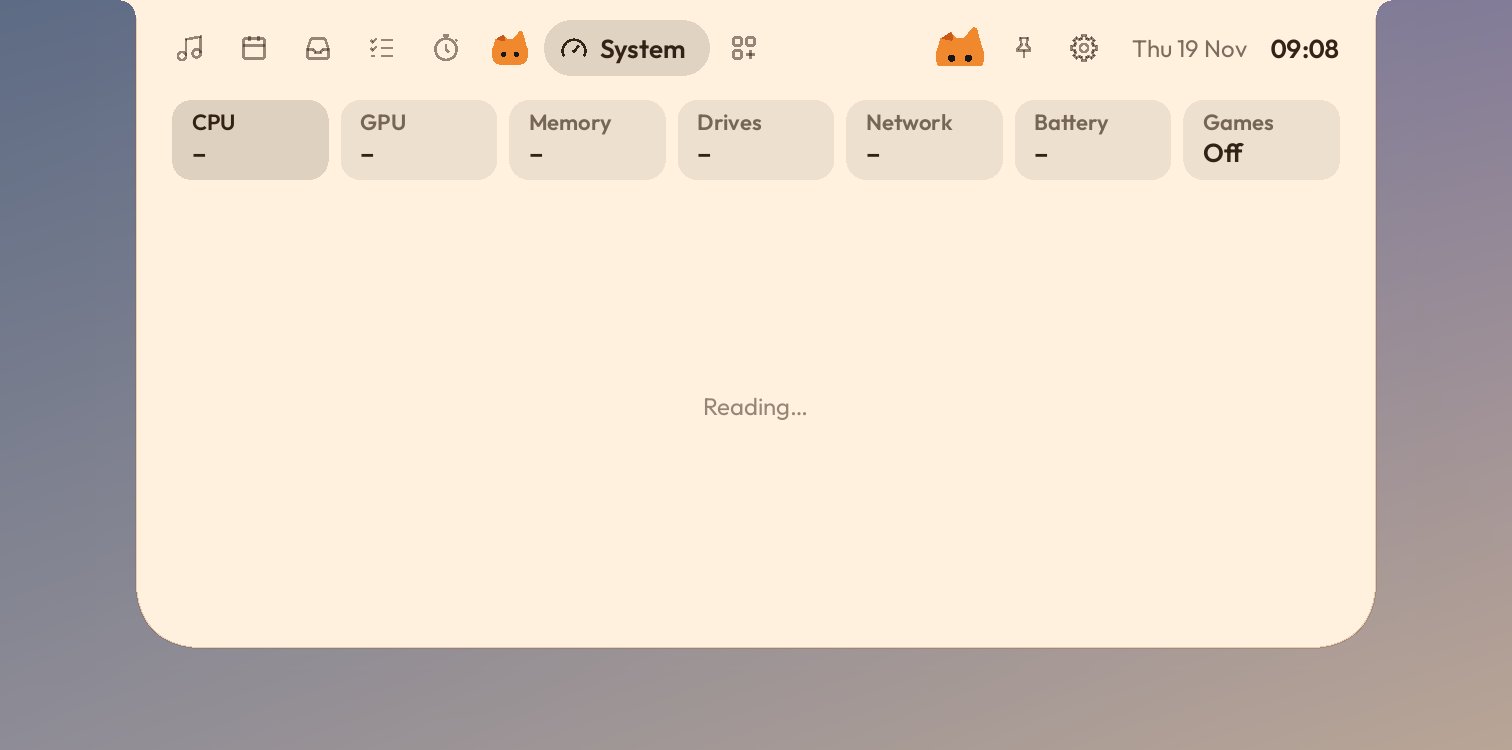 System
Thu 19 Nov 09:08
CPU
–
GPU
–
Memory
–
Drives
–
Network
–
Battery
–
Games
Off
Reading...